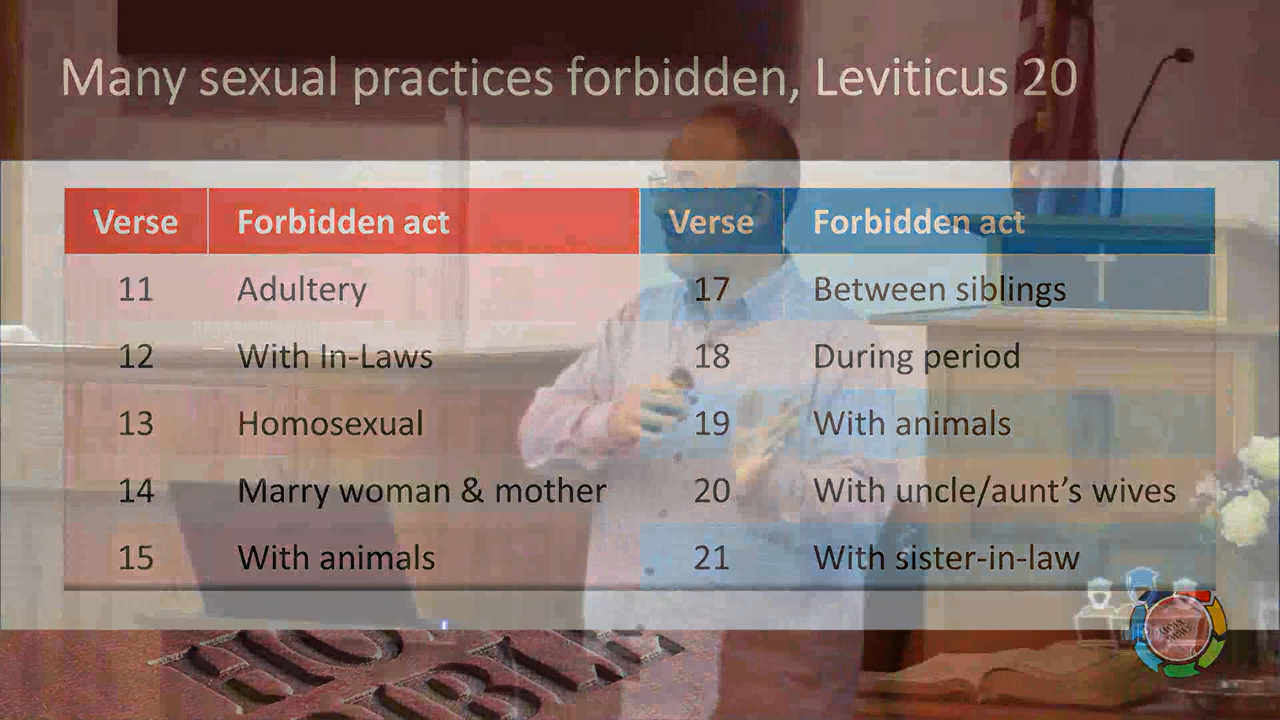 Many sexual practices forbidden, Leviticus 20
Verse Forbidden act Verse Forbidden act
11 Adultery 17 Between siblings
12 With In-Laws 18 During period
13 Homosexual 19 With animals
14 Marry woman & mother 20 With uncle/aunt’s wives
15 With animals 21 With sister-in-law
HOLY
BIBLE